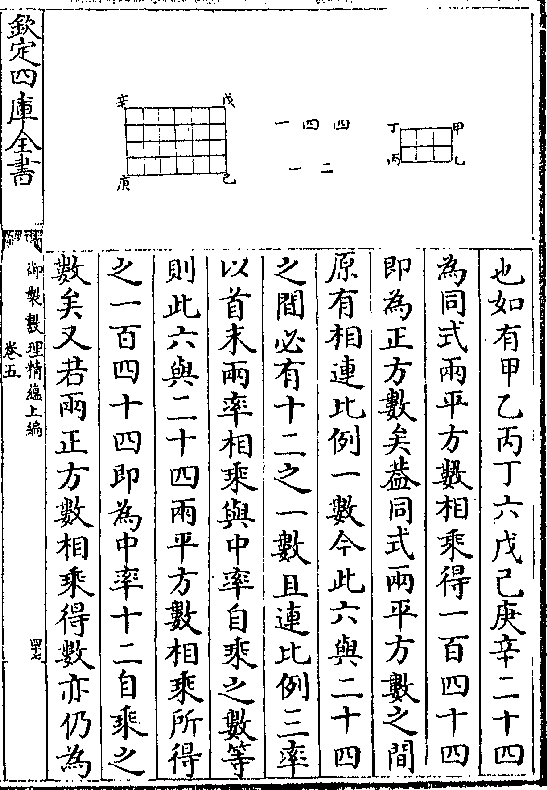 也如有甲乙丙丁六戊己庚辛二十四
為同式兩平方數相乘得一百四十四
即為正方數矣葢同式兩平方數之間
原有相連比例一數今此六與二十四
之間必有十二之一數且連比例三率
以首末兩率相乘與中率自乘之數等
則此六與二十四兩平方數相乘所得
之一百四十四即為中率十二自乘之
數矣又若兩正方數相乘得數亦仍為
甲
乙
丙
丁
一四四
一二
戊
己
庚
辛
欽定四庫全書
御製數理精蘊上編
卷五